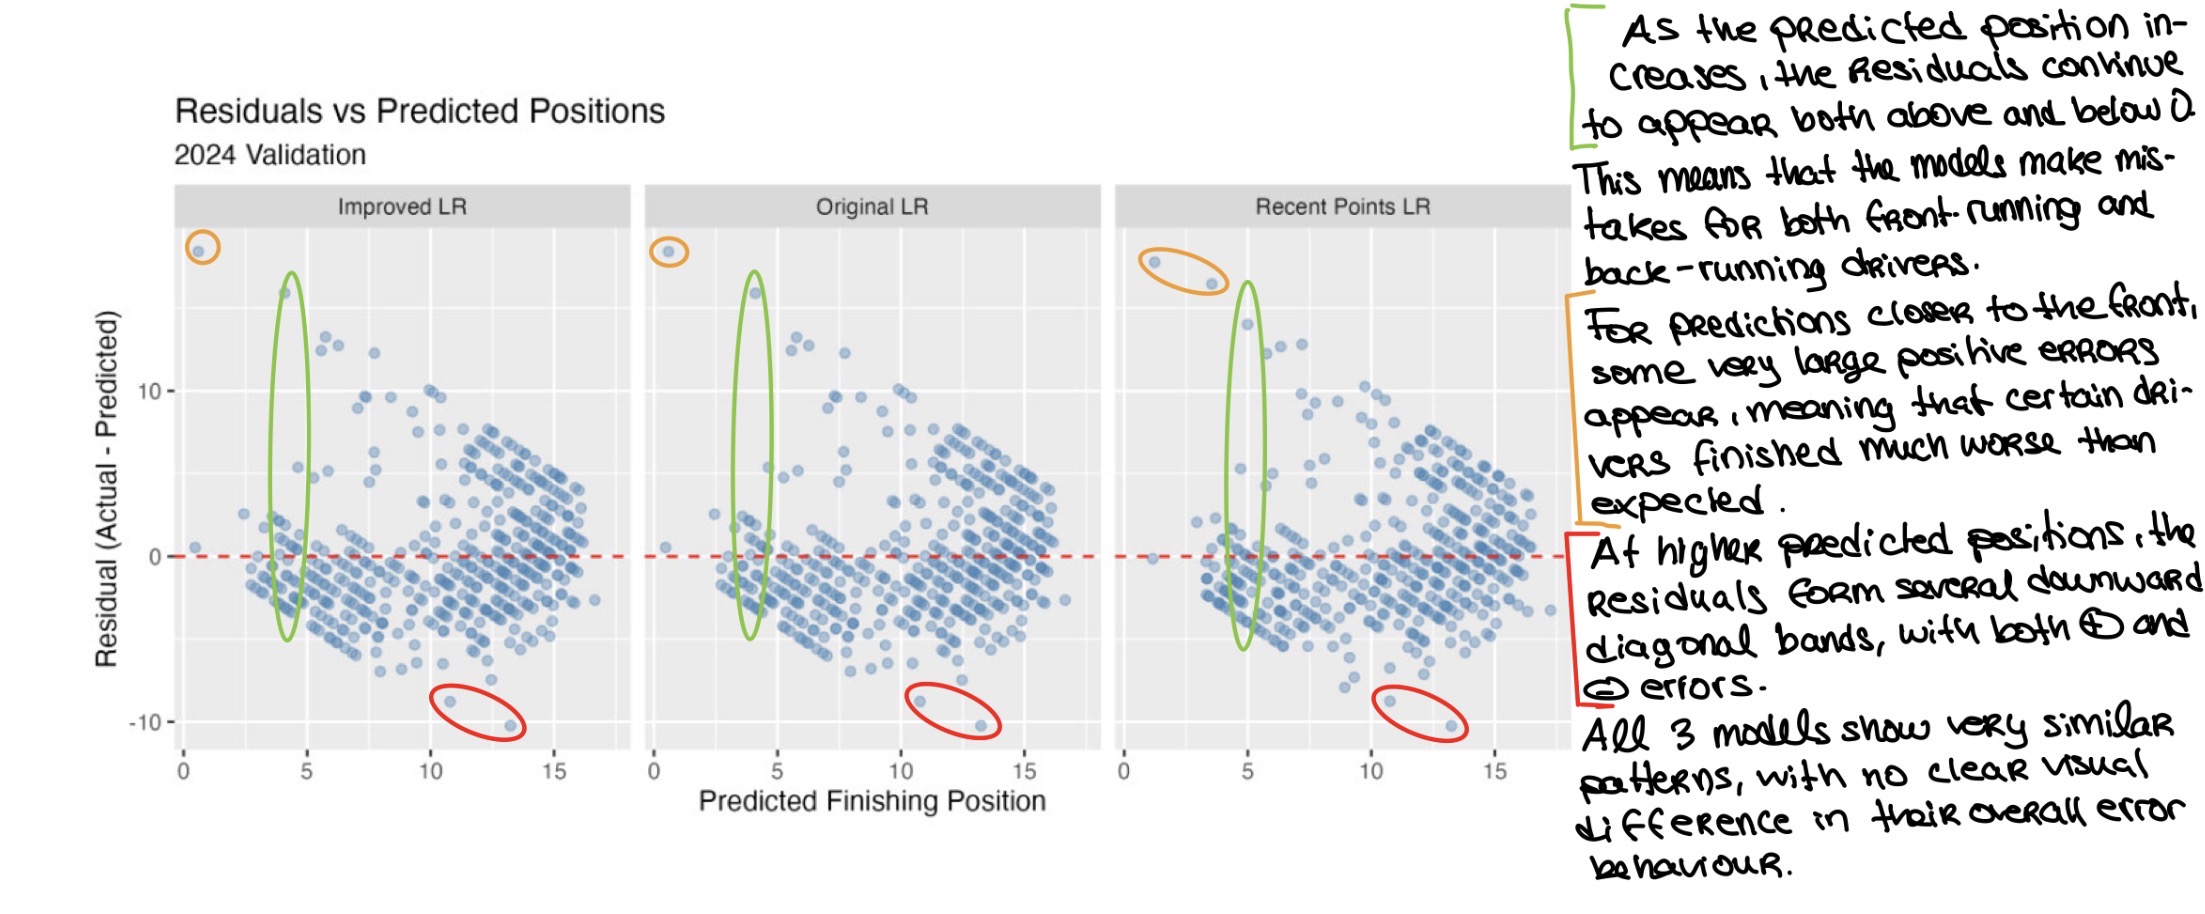 Residuals vs Predicted Positions
2024 Validation
Improved LR
Original LR
Recent Points LR
Residual (Actual - Predicted)
10
0
-10
0 5 10 15
0 5 10 15
0 5 10 15
Predicted Finishing Position
As the predicted position in-
creases, the residuals continue
to appear both above and below 0.
This means that the models make mis-
takes for both front-running and
back-running drivers.
For predictions closer to the front,
some very large positive errors
appear, meaning that certain dri-
vers finished much worse than
expected.
At higher predicted positions, the
residuals form several downward
diagonal bands, with both ⊕ and
⊖ errors.
All 3 models show very similar
patterns, with no clear visual
difference in their overall error
behaviour.